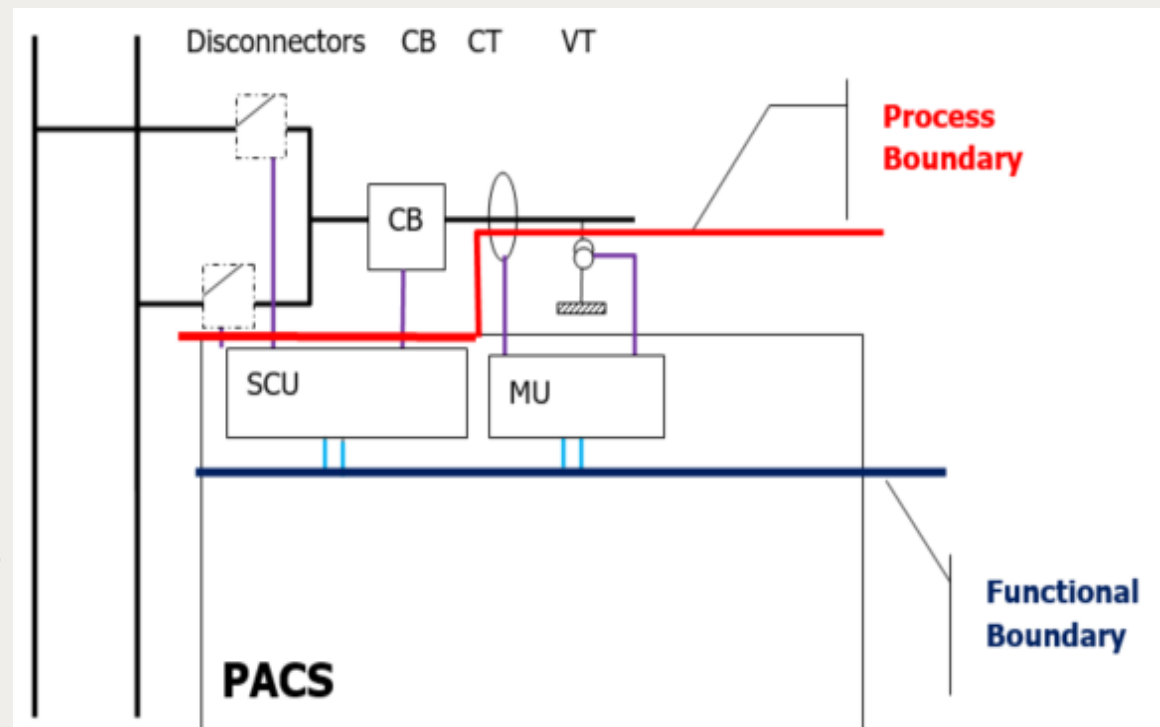 Disconnectors CB CT VT
Process
Boundary
CB
SCU
MU
Functional
Boundary
PACS